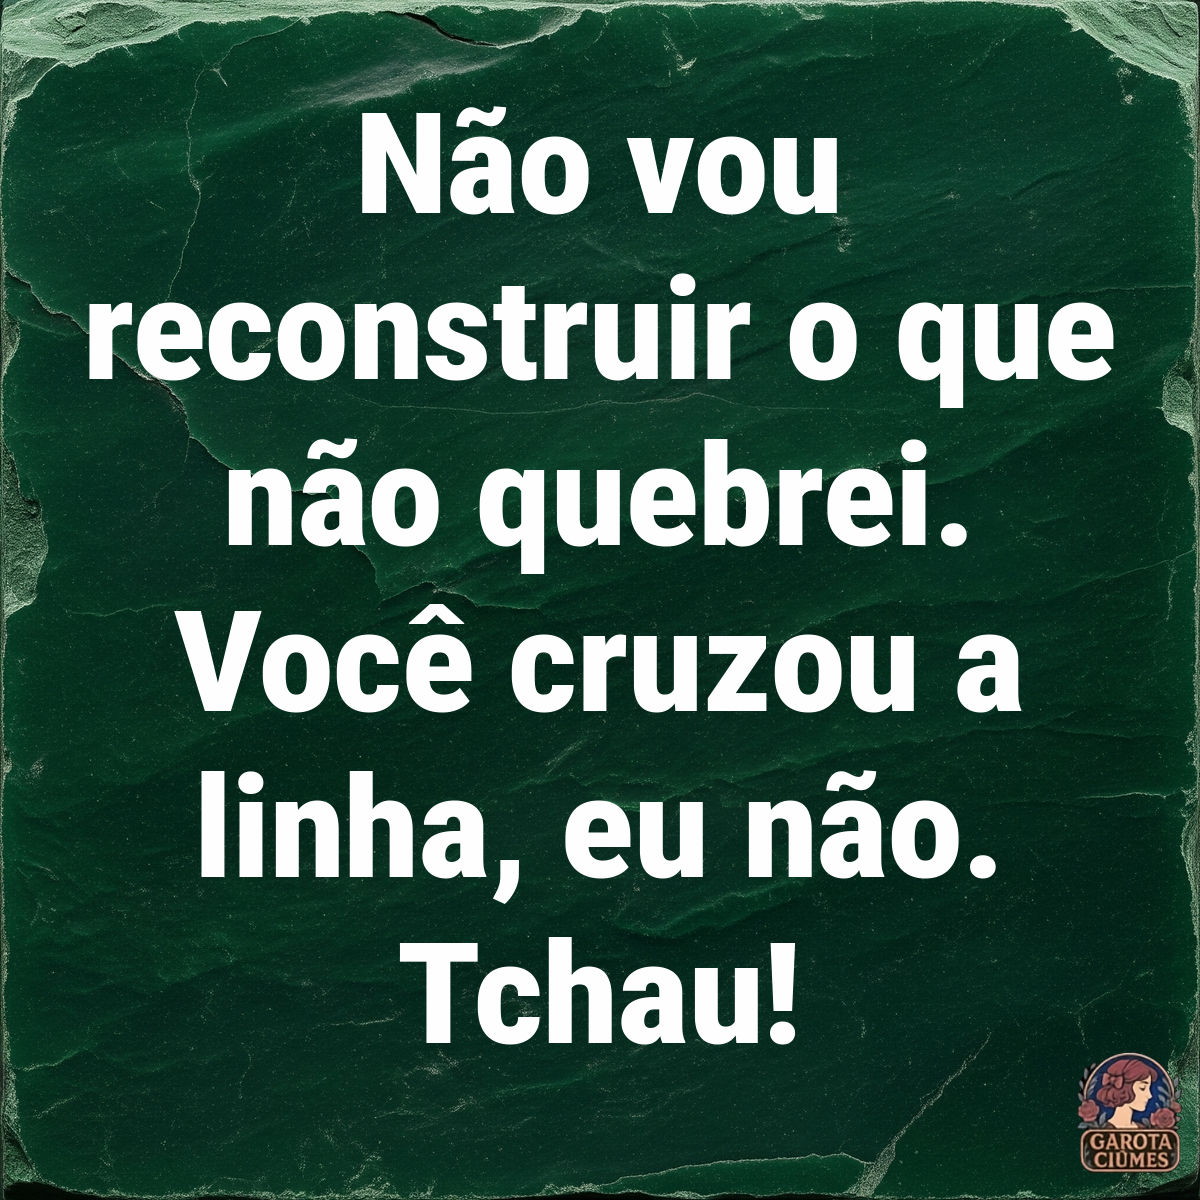 Não vou
reconstruir o que
não quebrei.
Você cruzou a
linha, eu não.
Tchau!
GAROTA
CIÚMES